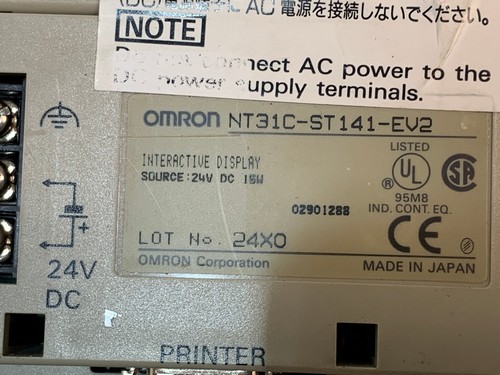 AC 電源を接続しないでください。
NOTE
Do not connect AC power to the
DC power supply terminals.
OMRON NT31C-ST141-EV2
INTERACTIVE DISPLAY
SOURCE:24V DC 15W
LISTED
®
UL
SA
95M8
IND. CONT. EQ.
02901288
LOT No. 24X0
CE
OMRON Corporation
MADE IN JAPAN
+
24V
DC
PRINTER